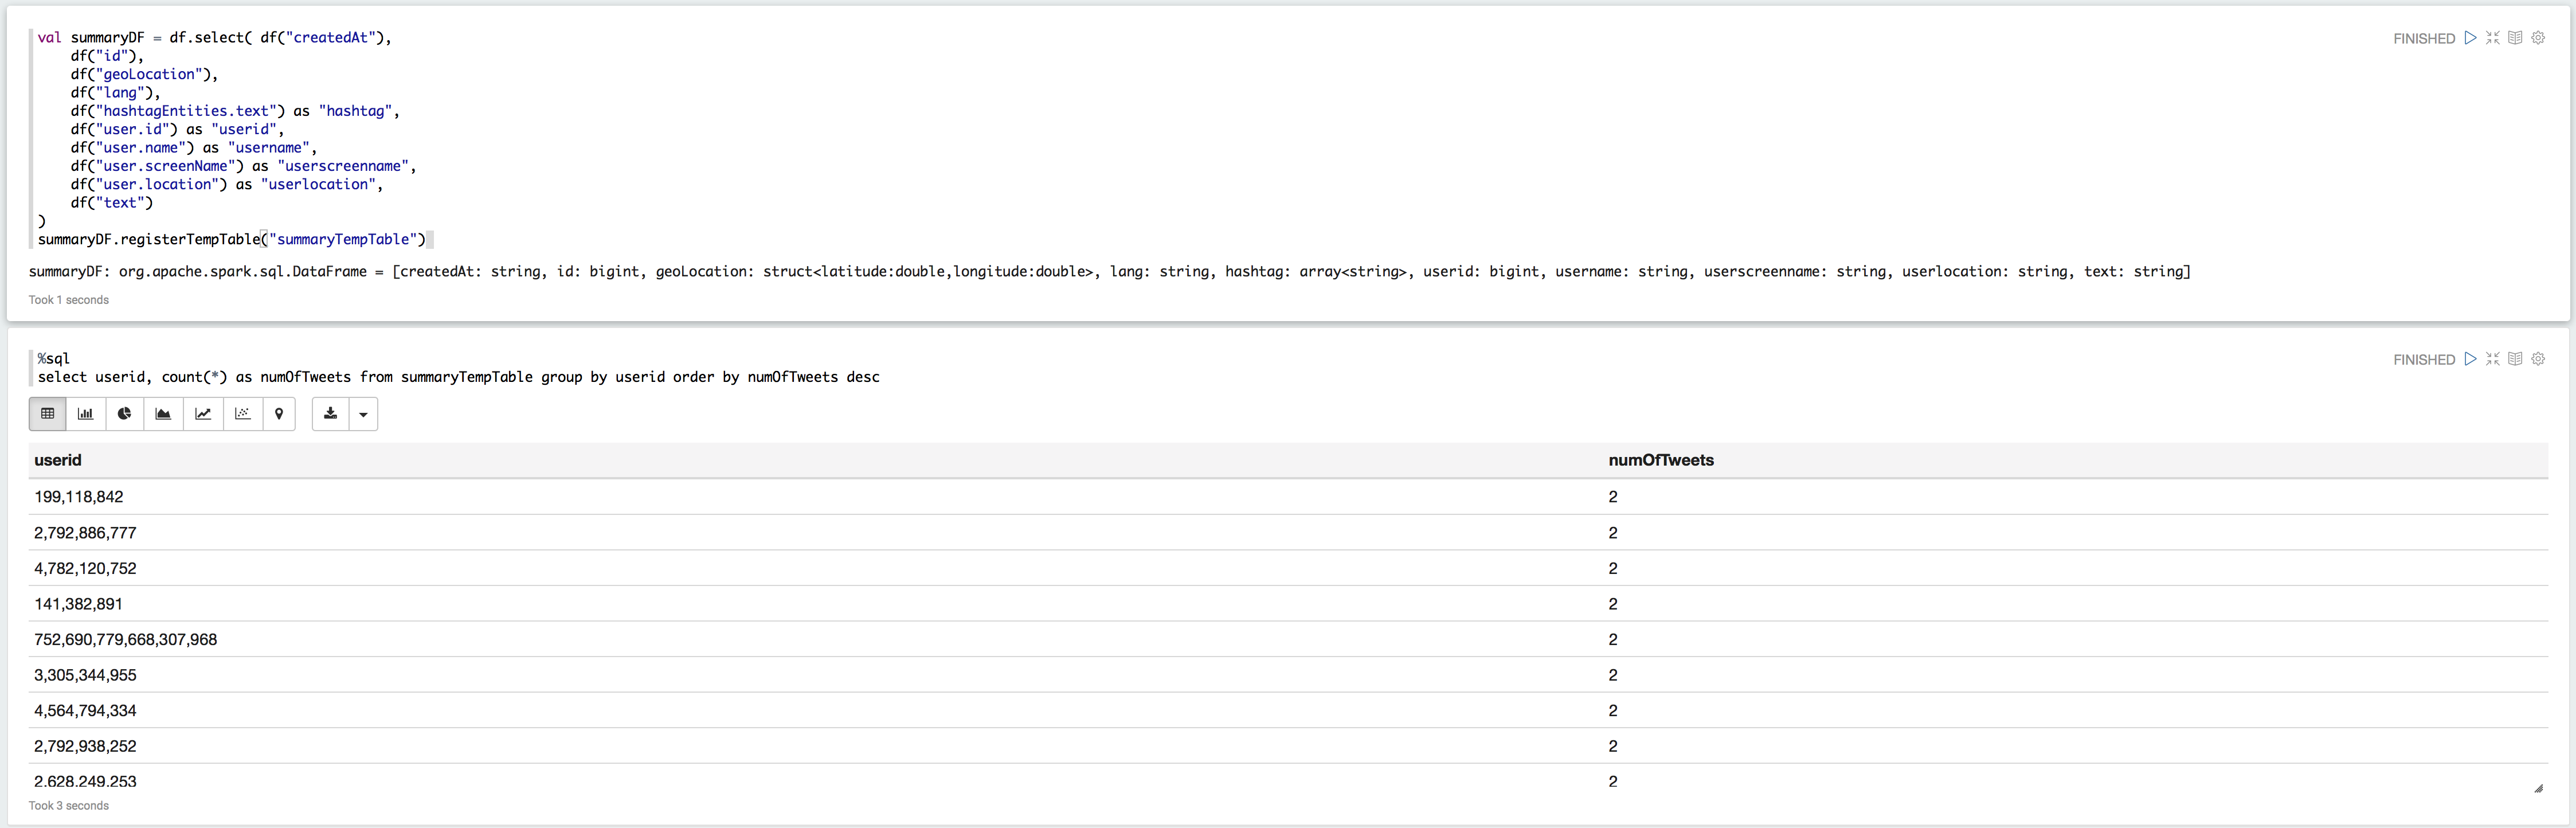 val summaryDF = df.select( df("createdAt"),
FINISHED
df("id"),
df("geoLocation"),
df("lang"),
df("hashtagEntities.text") as "hashtag",
df("user.id") as "userid",
df("user.name") as "username",
df("user.screenName") as "userscreenname",
df("user.location") as "userlocation",
df("text")
)
summaryDF.registerTempTable("summaryTempTable")
summaryDF: org.apache.spark.sql.DataFrame = [createdAt: string, id: bigint, geoLocation: struct<latitude:double,longitude:double>, lang: string, hashtag: array<string>, userid: bigint, username: string, userscreenname: string, userlocation: string, text: string]
Took 1 seconds
%sql
FINISHED
select userid, count(*) as numOfTweets from summaryTempTable group by userid order by numOfTweets desc
userid numOfTweets
199,118,842 2
2,792,886,777 2
4,782,120,752 2
141,382,891 2
752,690,779,668,307,968 2
3,305,344,955 2
4,564,794,334 2
2,792,938,252 2
2,628,249,253 2
Took 3 seconds